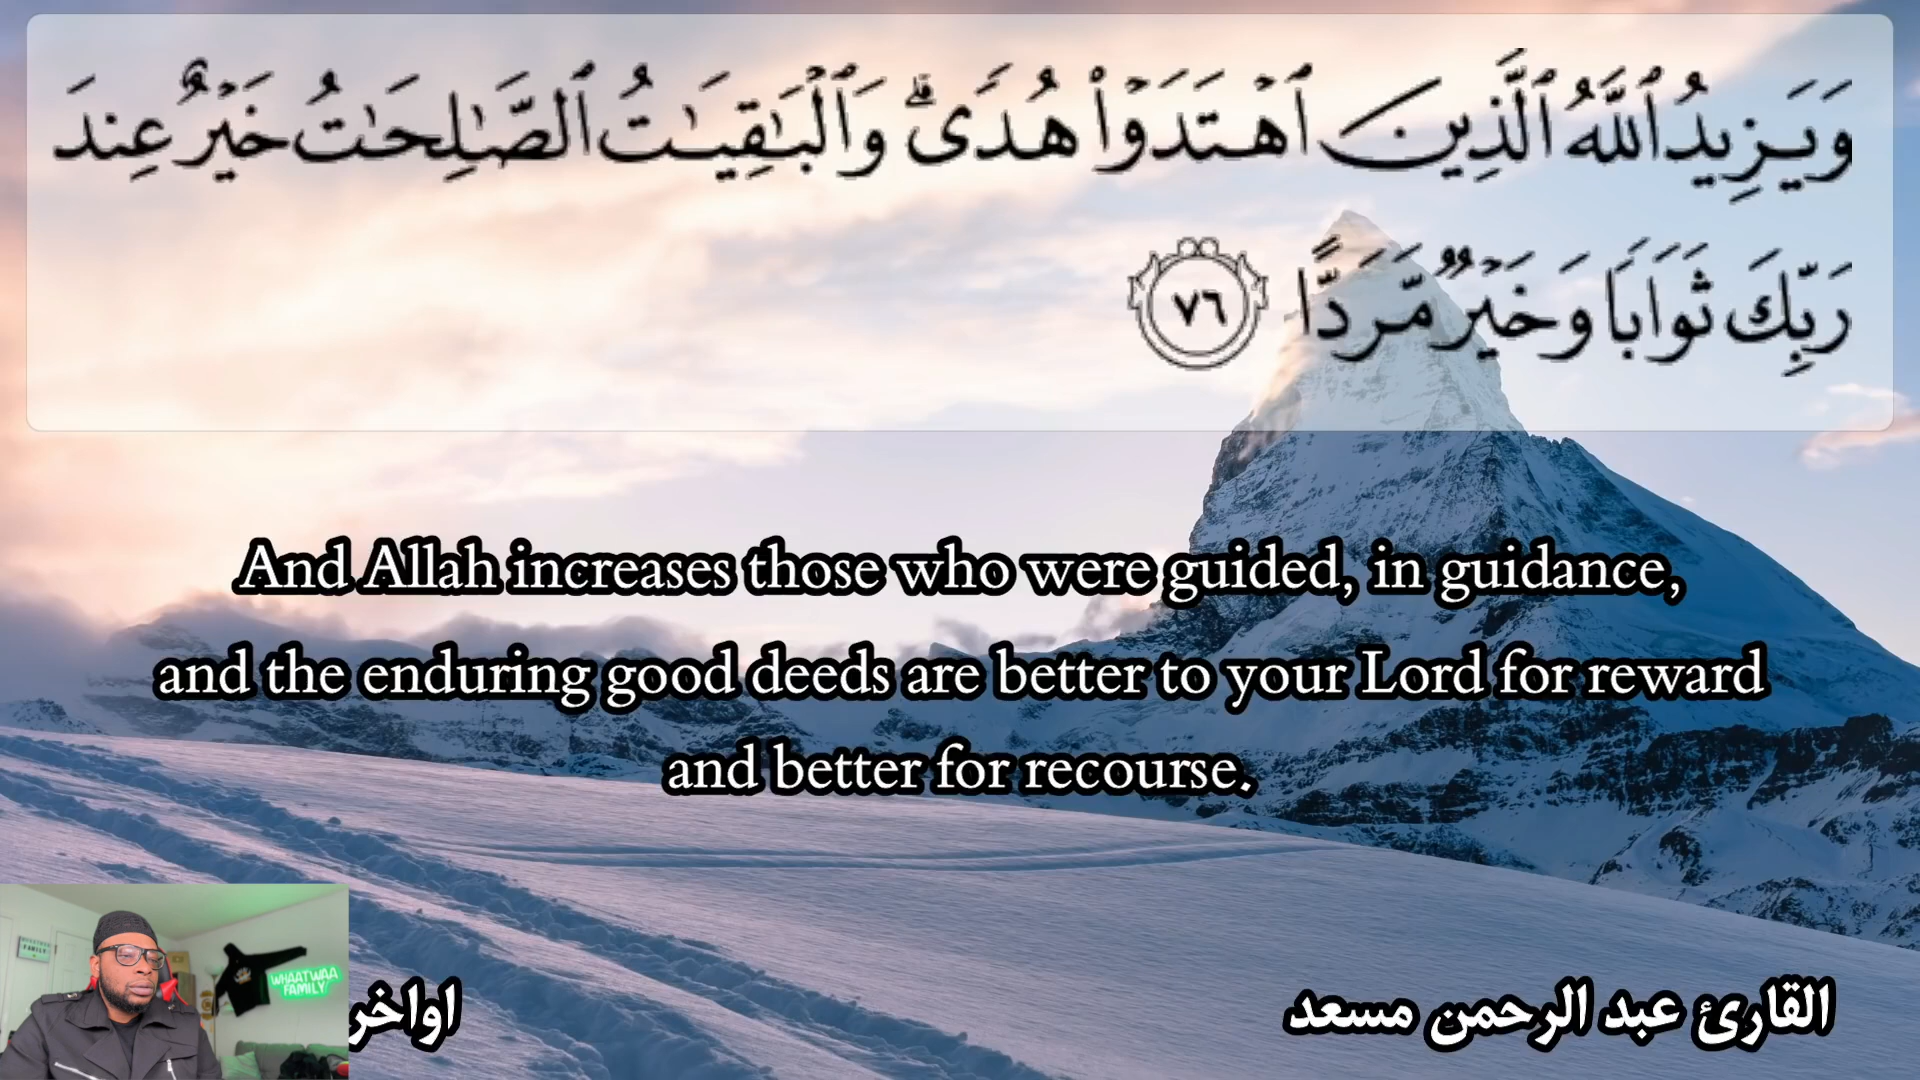 وَيَزِيدُ ٱللَّهُ ٱلَّذِينَ ٱهْتَدَوْا۟ هُدًى ۗ وَٱلْبَـٰقِيَـٰتُ ٱلصَّـٰلِحَـٰتُ خَيْرٌ عِندَ
رَبِّكَ ثَوَابًا وَخَيْرٌ مَّرَدًّا ٧٦
And Allah increases those who were guided, in guidance,
and the enduring good deeds are better to your Lord for reward
and better for recourse.
WHAATWAA
FAMILY
اواخر
القارئ عبد الرحمن مسعد